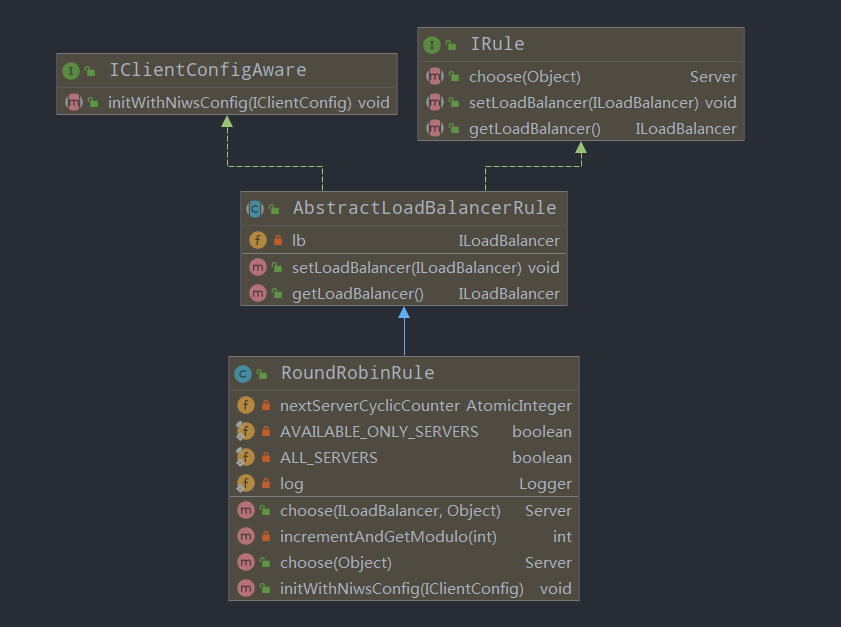 IClientConfigAware
initWithNiwsConfig(IClientConfig) void
IRule
choose(Object) Server
setLoadBalancer(ILoadBalancer) void
getLoadBalancer() ILoadBalancer
AbstractLoadBalancerRule
lb ILoadBalancer
setLoadBalancer(ILoadBalancer) void
getLoadBalancer() ILoadBalancer
RoundRobinRule
nextServerCyclicCounter AtomicInteger
AVAILABLE_ONLY_SERVERS boolean
ALL_SERVERS boolean
log Logger
choose(ILoadBalancer, Object) Server
incrementAndGetModulo(int) int
choose(Object) Server
initWithNiwsConfig(IClientConfig) void